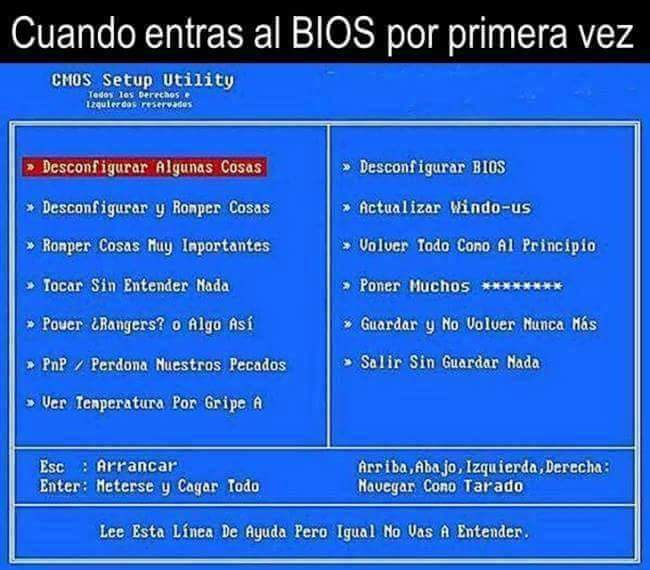 Cuando entras al BIOS por primera vez
CMOS Setup Utility
Todos los Derechos e
Izquierdos reservados
» Desconfigurar Algunas Cosas
» Desconfigurar y Romper Cosas
» Romper Cosas Muy Importantes
» Tocar Sin Entender Nada
» Power ¿Rangers? o Algo Así
» PnP / Perdona Nuestros Pecados
» Ver Temperatura Por Gripe A
» Desconfigurar BIOS
» Actualizar Windo-us
» Volver Todo Como Al Principio
» Poner Muchos ********
» Guardar y No Volver Nunca Más
» Salir Sin Guardar Nada
Esc : Arrancar
Enter: Meterse y Cagar Todo
Arriba,Abajo,Izquierda,Derecha:
Navegar Como Tarado
Lee Esta Línea De Ayuda Pero Igual No Vas A Entender.